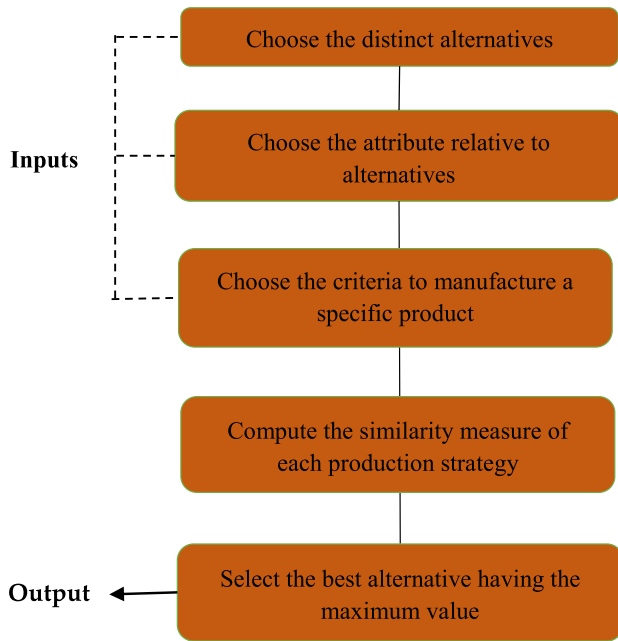 Choose the distinct alternatives
Choose the attribute relative to
alternatives
Inputs
Choose the criteria to manufacture a
specific product
Compute the similarity measure of
each production strategy
Select the best alternative having the
maximum value
Output